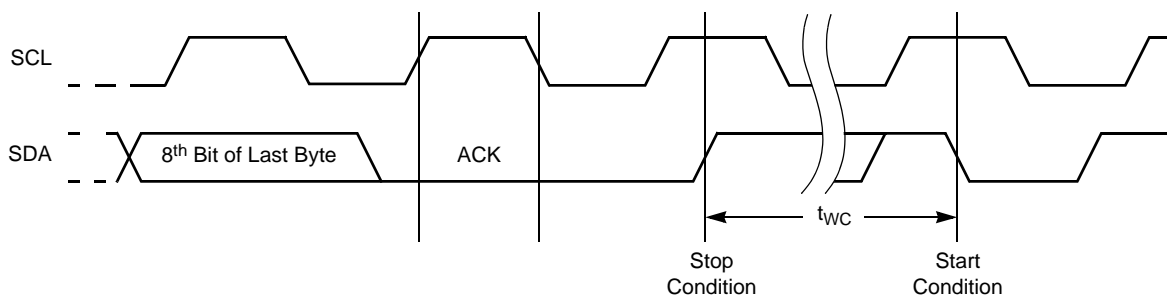 SCL
SDA
8th Bit of Last Byte
ACK
tWC
Stop
Condition
Start
Condition